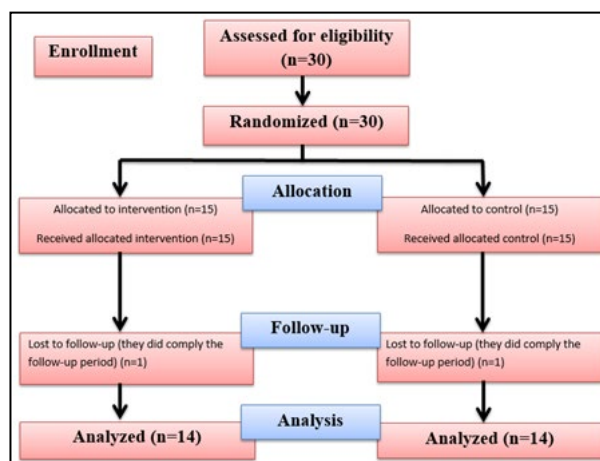 Enrollment
Assessed for eligibility
(n=30)
Randomized (n=30)
Allocation
Allocated to intervention (n=15)
Received allocated intervention (n=15)
Allocated to control (n=15)
Received allocated control (n=15)
Follow-up
Lost to follow-up (they did comply the
follow-up period) (n=1)
Lost to follow-up (they did comply the
follow-up period) (n=1)
Analysis
Analyzed (n=14)
Analyzed (n=14)